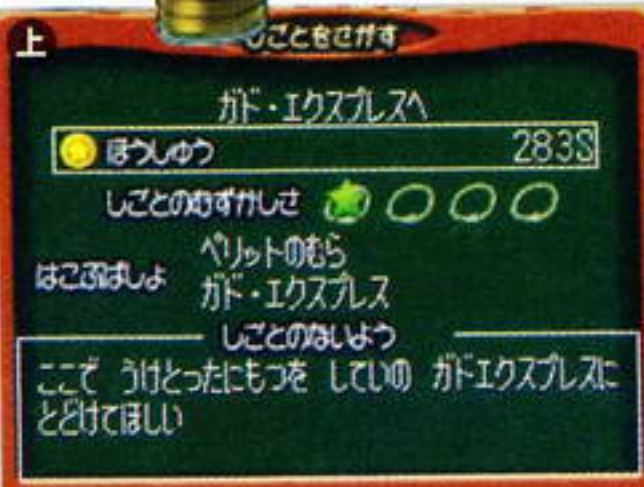 上
しごとをさがす
ガド・エクスプレスへ
ほうしゅう 283S
しごとのむずかしさ
はこぶばしょ
ペリットのむら
ガド・エクスプレス
しごとのないよう
ここで うけとったにもつを していの ガドエクスプレスに
とどけてほしい